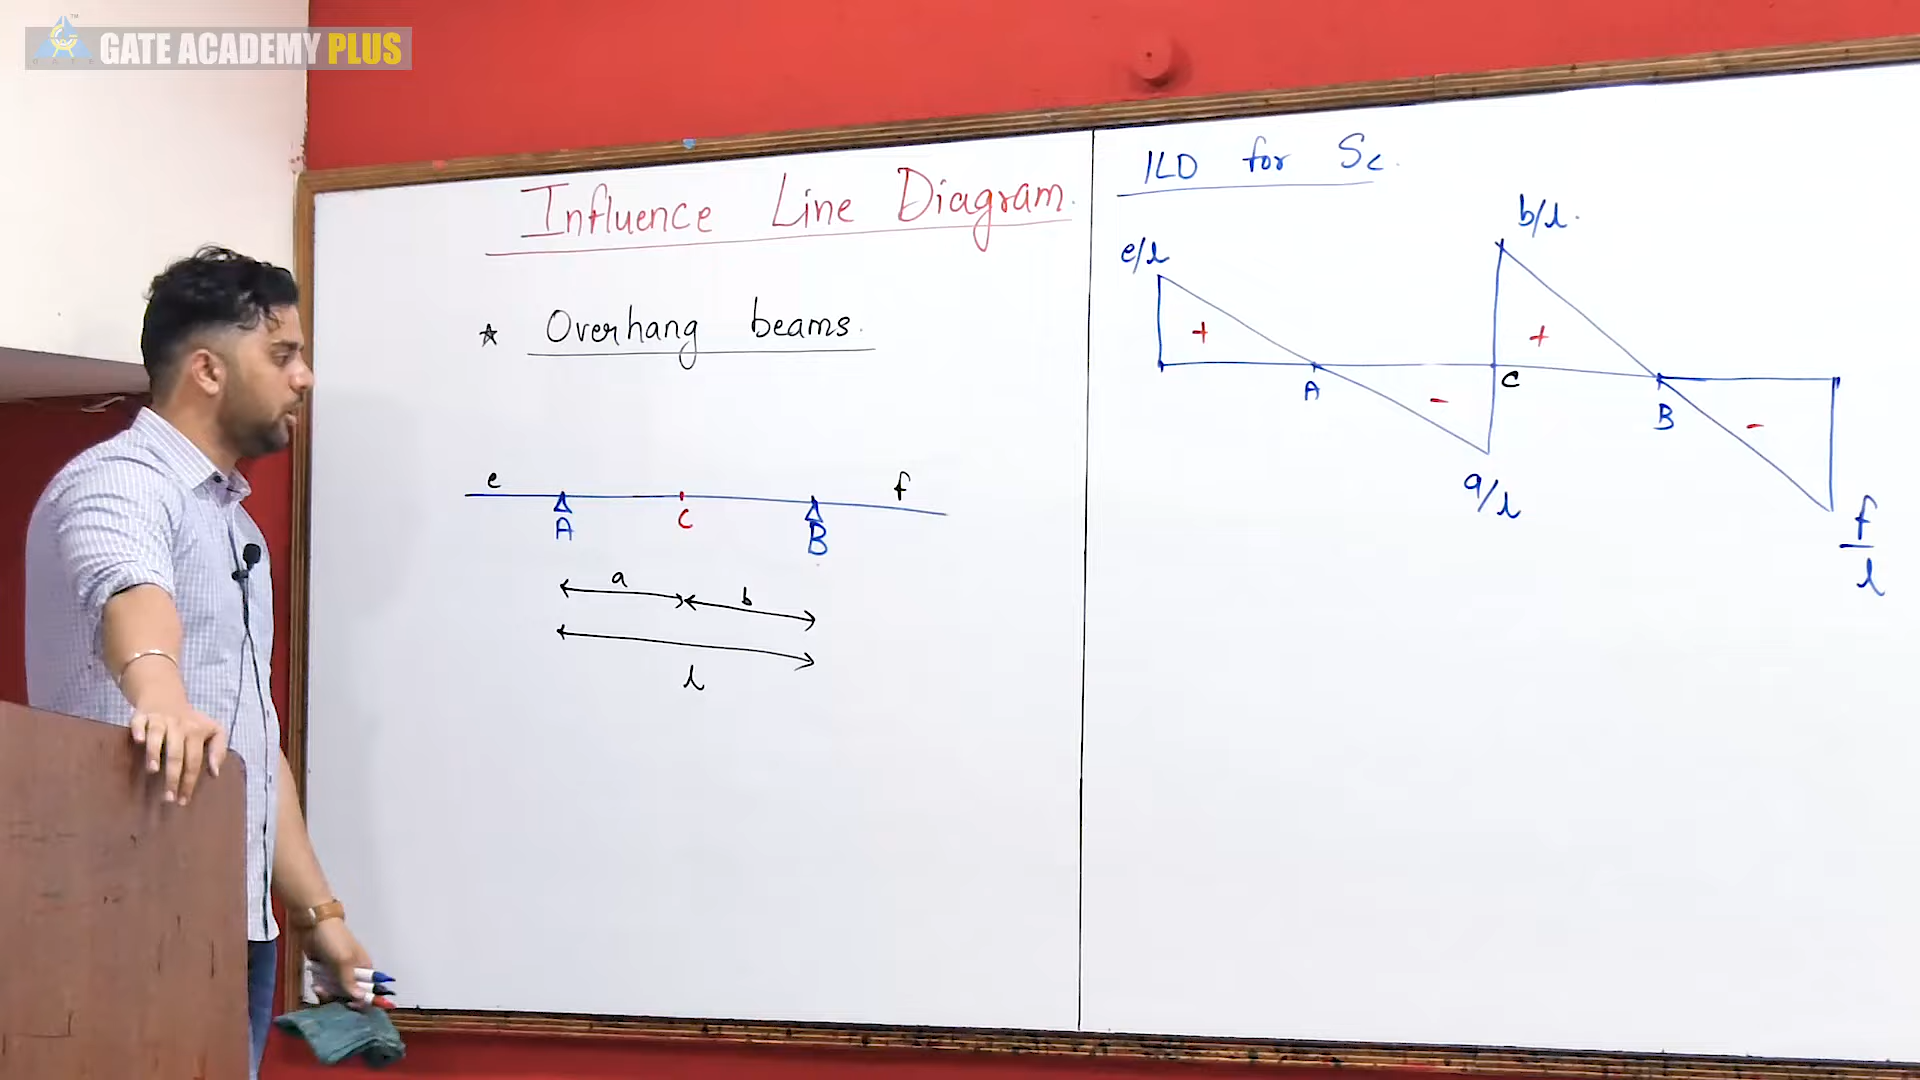 GATE ACADEMY PLUS
Influence Line Diagram.
★ Overhang beams.
e
f
A
C
B
a
b
l
ILD for Sc.
b/l.
e/l
+
+
A
C
B
-
-
a/l
f/l